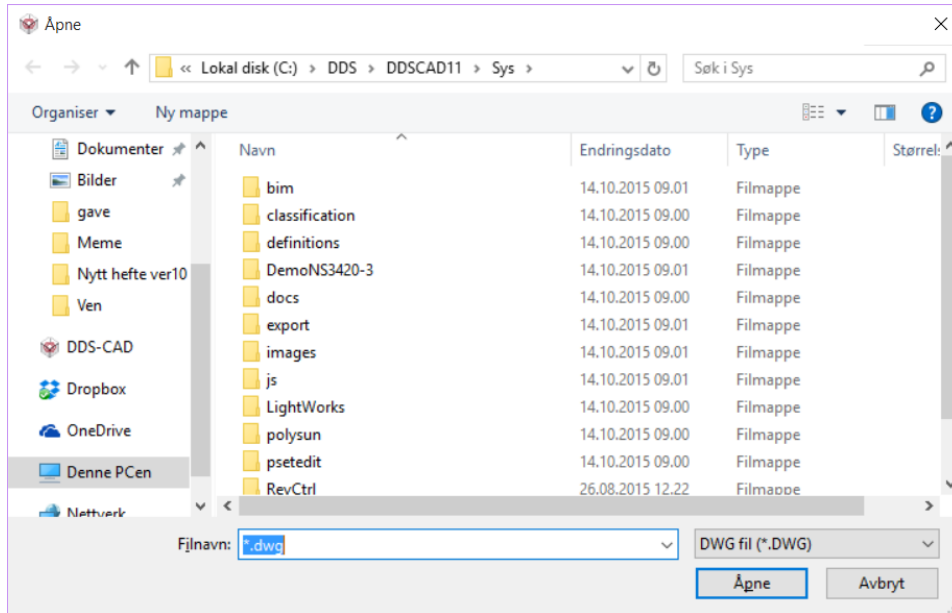 Åpne
« Lokal disk (C:) › DDS › DDSCAD11 › Sys › Søk i Sys
Organiser Ny mappe
Dokumenter
Bilder
gave
Meme
Nytt hefte ver10
Ven
DDS-CAD
Dropbox
OneDrive
Denne PCen
Nettverk
Navn Endringsdato Type Størrels
bim 14.10.2015 09.01 Filmappe
classification 14.10.2015 09.00 Filmappe
definitions 14.10.2015 09.00 Filmappe
DemoNS3420-3 14.10.2015 09.01 Filmappe
docs 14.10.2015 09.00 Filmappe
export 14.10.2015 09.01 Filmappe
images 14.10.2015 09.01 Filmappe
js 14.10.2015 09.01 Filmappe
LightWorks 14.10.2015 09.00 Filmappe
polysun 14.10.2015 09.00 Filmappe
psetedit 14.10.2015 09.00 Filmappe
RevCtrl 26.08.2015 12.22 Filmappe
Filnavn: *.dwg DWG fil (*.DWG)
Åpne Avbryt